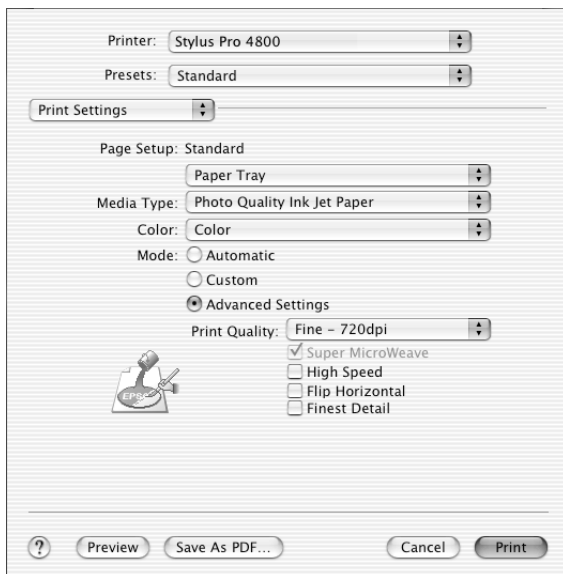 Printer: Stylus Pro 4800
Presets: Standard
Print Settings
Page Setup: Standard
Paper Tray
Media Type: Photo Quality Ink Jet Paper
Color: Color
Mode: Automatic
Custom
Advanced Settings
Print Quality: Fine – 720dpi
Super MicroWeave
High Speed
Flip Horizontal
Finest Detail
EPSO
? Preview Save As PDF... Cancel Print